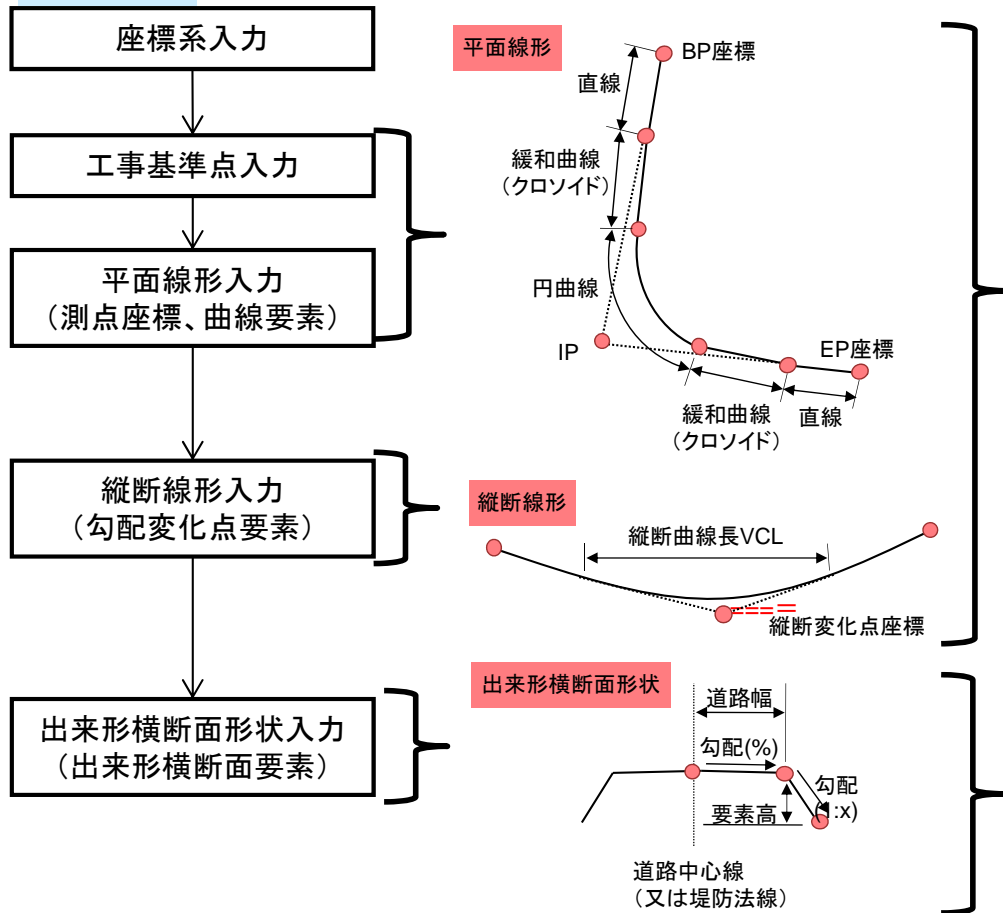 座標系入力
工事基準点入力
平面線形入力
（測点座標、曲線要素）
縦断線形入力
（勾配変化点要素）
出来形横断面形状入力
（出来形横断面要素）
平面線形
BP座標
直線
緩和曲線
（クロソイド）
円曲線
IP
EP座標
緩和曲線
（クロソイド）
直線
縦断線形
縦断曲線長VCL
縦断変化点座標
出来形横断面形状
道路幅
勾配(%)
勾配
:x)
要素高
道路中心線
（又は堤防法線）